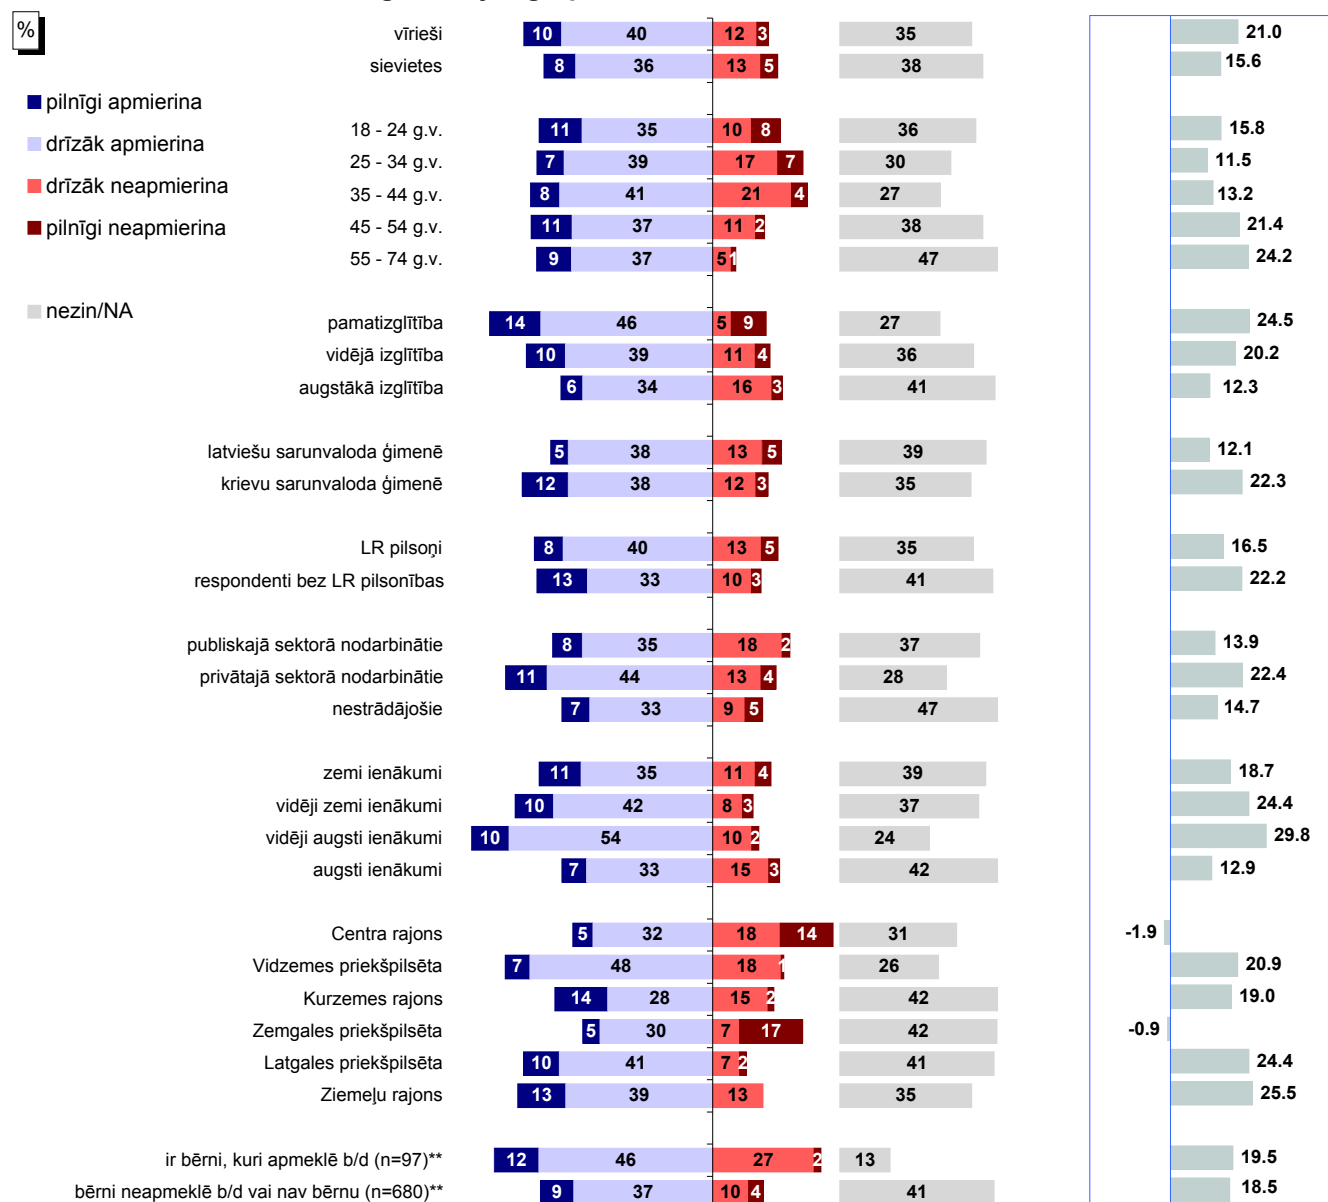 %
pilnīgi apmierina
drīzāk apmierina
drīzāk neapmierina
pilnīgi neapmierina
nezin/NA
vīrieši 10 40 12 3 35 21.0
sievietes 8 36 13 5 38 15.6
18 - 24 g.v. 11 35 10 8 36 15.8
25 - 34 g.v. 7 39 17 7 30 11.5
35 - 44 g.v. 8 41 21 4 27 13.2
45 - 54 g.v. 11 37 11 2 38 21.4
55 - 74 g.v. 9 37 5 1 47 24.2
pamatizglītība 14 46 5 9 27 24.5
vidējā izglītība 10 39 11 4 36 20.2
augstākā izglītība 6 34 16 3 41 12.3
latviešu sarunvaloda ģimenē 5 38 13 5 39 12.1
krievu sarunvaloda ģimenē 12 38 12 3 35 22.3
LR pilsoņi 8 40 13 5 35 16.5
respondenti bez LR pilsonības 13 33 10 3 41 22.2
publiskajā sektorā nodarbinātie 8 35 18 2 37 13.9
privātajā sektorā nodarbinātie 11 44 13 4 28 22.4
nestrādājošie 7 33 9 5 47 14.7
zemi ienākumi 11 35 11 4 39 18.7
vidēji zemi ienākumi 10 42 8 3 37 24.4
vidēji augsti ienākumi 10 54 10 2 24 29.8
augsti ienākumi 7 33 15 3 42 12.9
Centra rajons 5 32 18 14 31 -1.9
Vidzemes priekšpilsēta 7 48 18 1 26 20.9
Kurzemes rajons 14 28 15 2 42 19.0
Zemgales priekšpilsēta 5 30 7 17 42 -0.9
Latgales priekšpilsēta 10 41 7 2 41 24.4
Ziemeļu rajons 13 39 13 35 25.5
ir bērni, kuri apmeklē b/d (n=97)** 12 46 27 2 13 19.5
bērni neapmeklē b/d vai nav bērnu (n=680)** 9 37 10 4 41 18.5